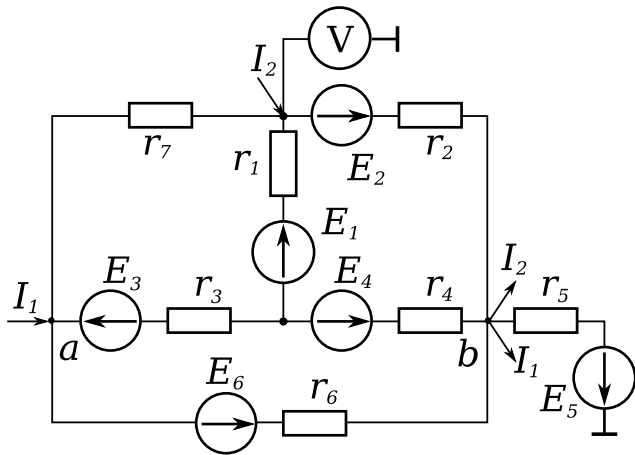 V
I₂
r₇
r₁
E₂
r₂
E₁
I₁
E₃
r₃
E₄
r₄
I₂
r₅
a
b
I₁
E₆
r₆
E₅